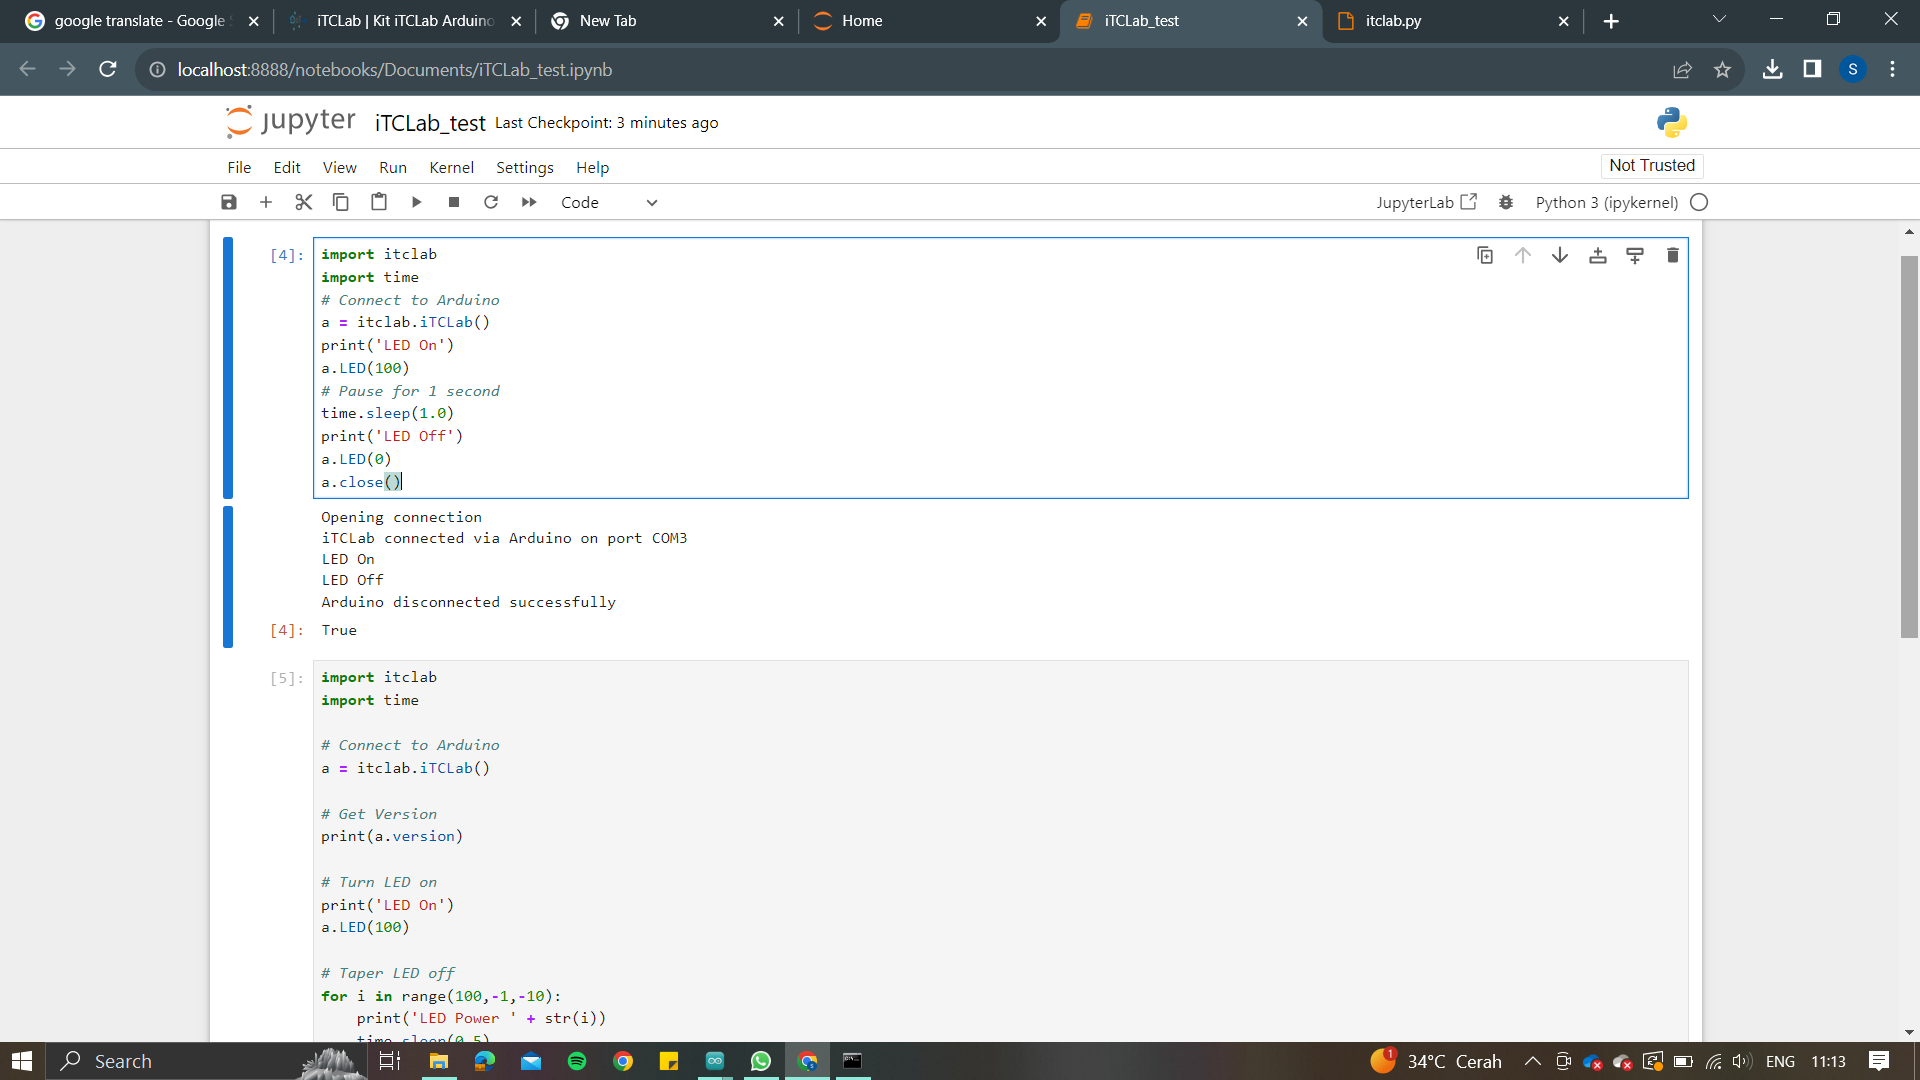 google translate - Google
iTCLab | Kit iTCLab Arduino
New Tab
Home
iTCLab_test
itclab.py
localhost:8888/notebooks/Documents/iTCLab_test.ipynb
S
jupyter iTCLab_test Last Checkpoint: 3 minutes ago
File Edit View Run Kernel Settings Help
Not Trusted
Code
JupyterLab
Python 3 (ipykernel)
[4]:
import itclab
import time
# Connect to Arduino
a = itclab.iTCLab()
print('LED On')
a.LED(100)
# Pause for 1 second
time.sleep(1.0)
print('LED Off')
a.LED(0)
a.close()
Opening connection
iTCLab connected via Arduino on port COM3
LED On
LED Off
Arduino disconnected successfully
[4]: True
[5]:
import itclab
import time
# Connect to Arduino
a = itclab.iTCLab()
# Get Version
print(a.version)
# Turn LED on
print('LED On')
a.LED(100)
# Taper LED off
for i in range(100,-1,-10):
print('LED Power ' + str(i))
time.sleep(0.5)
Search
1
34°C Cerah
ENG
11:13